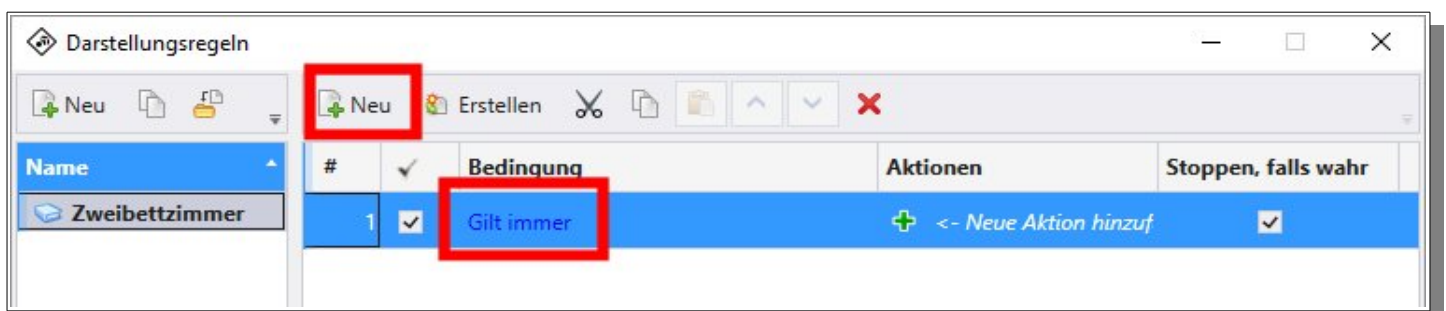 Darstellungsregeln
Neu Neu Erstellen
Name # Bedingung Aktionen Stoppen, falls wahr
Zweibettzimmer 1 Gilt immer <- Neue Aktion hinzuf